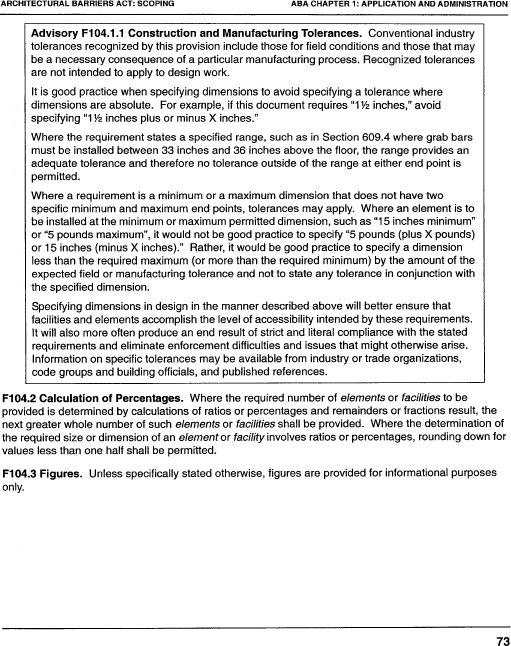 ARCHITECTURAL BARRIERS ACT: SCOPING ABA CHAPTER 1: APPLICATION AND ADMINISTRATION
Advisory F104.1.1 Construction and Manufacturing Tolerances. Conventional industry
tolerances recognized by this provision include those for field conditions and those that may
be a necessary consequence of a particular manufacturing process. Recognized tolerances
are not intended to apply to design work.
It is good practice when specifying dimensions to avoid specifying a tolerance where
dimensions are absolute. For example, if this document requires “1½ inches,” avoid
specifying “1½ inches plus or minus X inches.”
Where the requirement states a specified range, such as in Section 609.4 where grab bars
must be installed between 33 inches and 36 inches above the floor, the range provides an
adequate tolerance and therefore no tolerance outside of the range at either end point is
permitted.
Where a requirement is a minimum or a maximum dimension that does not have two
specific minimum and maximum end points, tolerances may apply. Where an element is to
be installed at the minimum or maximum permitted dimension, such as “15 inches minimum”
or “5 pounds maximum”, it would not be good practice to specify “5 pounds (plus X pounds)
or 15 inches (minus X inches).” Rather, it would be good practice to specify a dimension
less than the required maximum (or more than the required minimum) by the amount of the
expected field or manufacturing tolerance and not to state any tolerance in conjunction with
the specified dimension.
Specifying dimensions in design in the manner described above will better ensure that
facilities and elements accomplish the level of accessibility intended by these requirements.
It will also more often produce an end result of strict and literal compliance with the stated
requirements and eliminate enforcement difficulties and issues that might otherwise arise.
Information on specific tolerances may be available from industry or trade organizations,
code groups and building officials, and published references.
F104.2 Calculation of Percentages. Where the required number of elements or facilities to be
provided is determined by calculations of ratios or percentages and remainders or fractions result, the
next greater whole number of such elements or facilities shall be provided. Where the determination of
the required size or dimension of an element or facility involves ratios or percentages, rounding down for
values less than one half shall be permitted.
F104.3 Figures. Unless specifically stated otherwise, figures are provided for informational purposes
only.
73